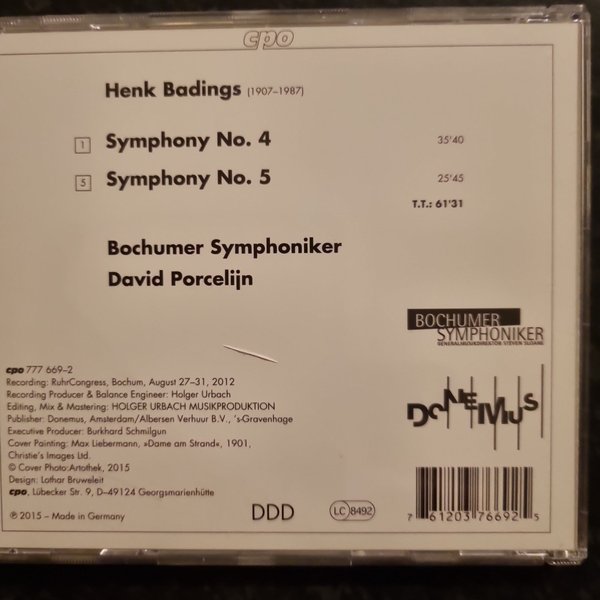 cpo
Henk Badings (1907–1987)
1 Symphony No. 4 35'40
5 Symphony No. 5 25'45
T.T.: 61'31
Bochumer Symphoniker
David Porcelijn
BOCHUMER
SYMPHONIKER
GENERALMUSIKDIREKTOR STEVEN SLOANE
cpo 777 669–2
Recording: RuhrCongress, Bochum, August 27–31, 2012
Recording Producer & Balance Engineer: Holger Urbach
Editing, Mix & Mastering: HOLGER URBACH MUSIKPRODUKTION
Publisher: Donemus, Amsterdam/Albersen Verhuur B.V., 's-Gravenhage
Executive Producer: Burkhard Schmilgun
Cover Painting: Max Liebermann, »Dame am Strand«, 1901,
Christie's Images Ltd.
© Cover Photo:Artothek, 2015
Design: Lothar Bruweleit
cpo, Lübecker Str. 9, D–49124 Georgsmarienhütte
℗ 2015 – Made in Germany
DONEMUS
DDD
LC 8492
7 61203 76692 5